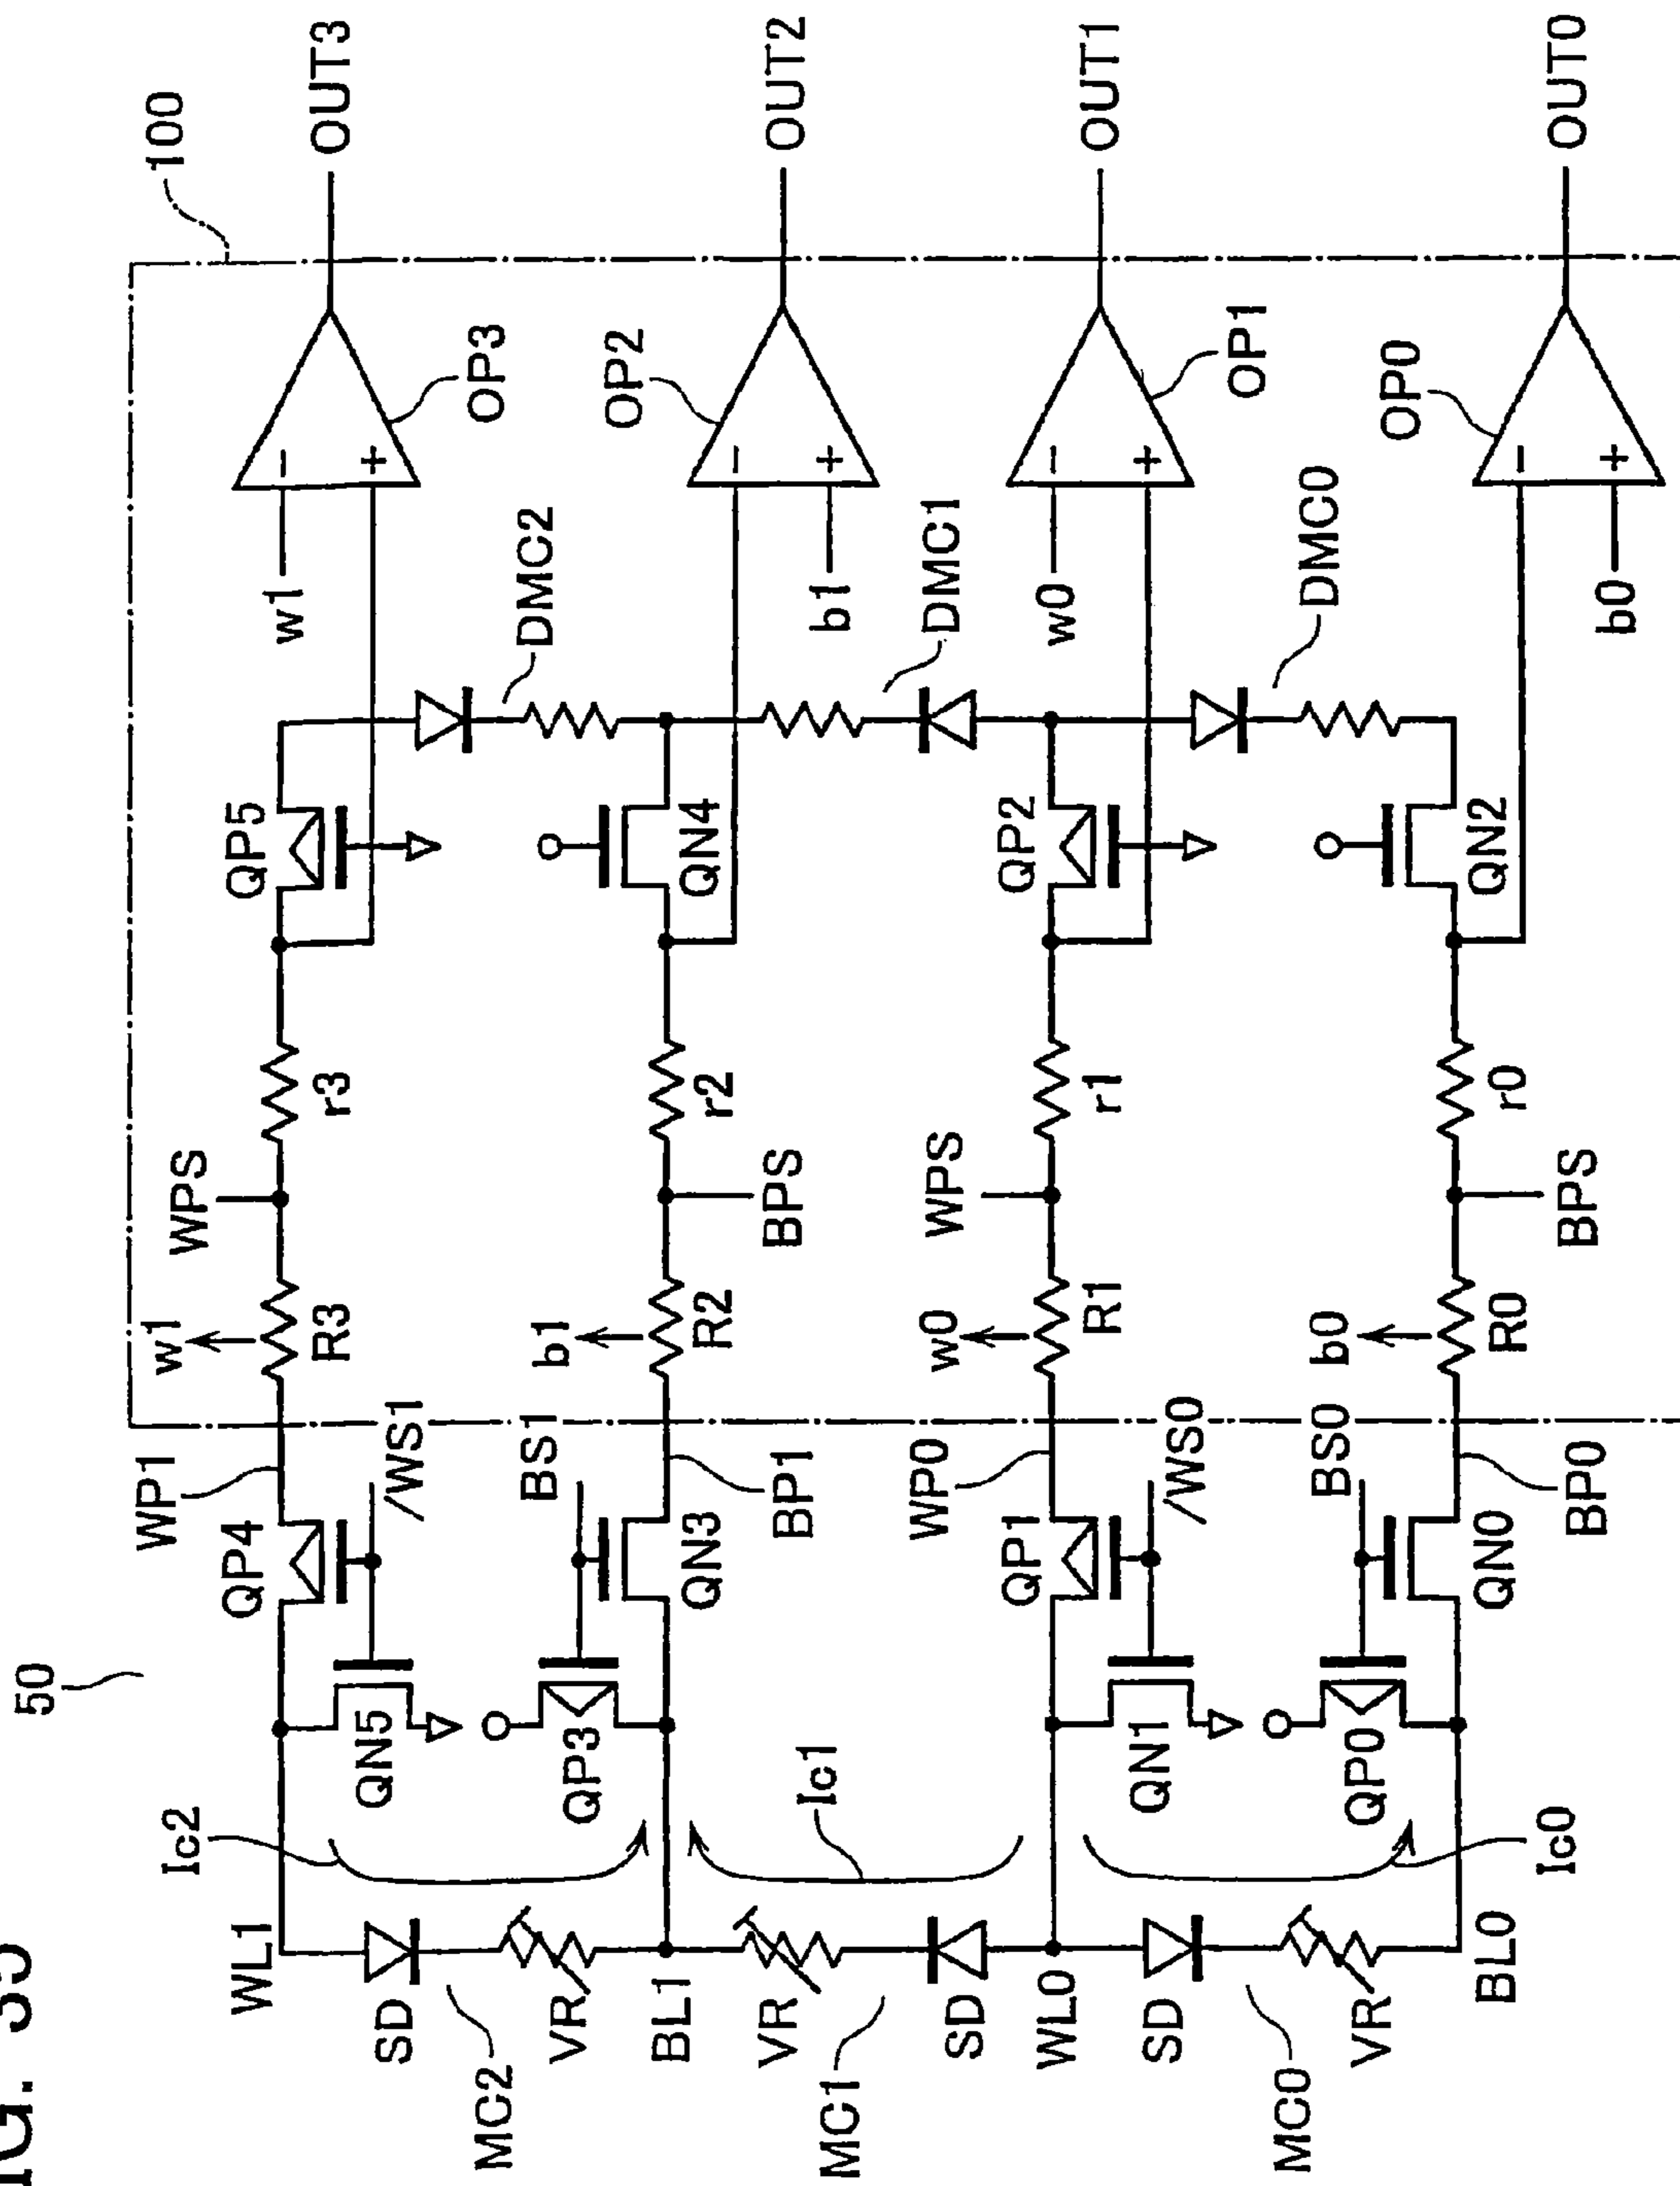 IG. 35
50
100
WL1
SD
MC2
VR
BL1
VR
MC1
SD
WL0
SD
MC0
VR
BL0
Ic2
Ic1
Ic0
QN5
QP3
QN1
QP0
QP4
QN3
QP1
QN0
WP1
/WS1
BS1
BP1
WP0
/WS0
BS0
BP0
w1
R3
b1
R2
w0
R1
b0
R0
WPS
BPS
WPS
BPS
r3
r2
r1
r0
QP5
QN4
QP2
QN2
DMC2
DMC1
DMC0
w1
b1
w0
b0
−
+
−
+
−
+
−
+
OP3
OP2
OP1
OP0
OUT3
OUT2
OUT1
OUT0